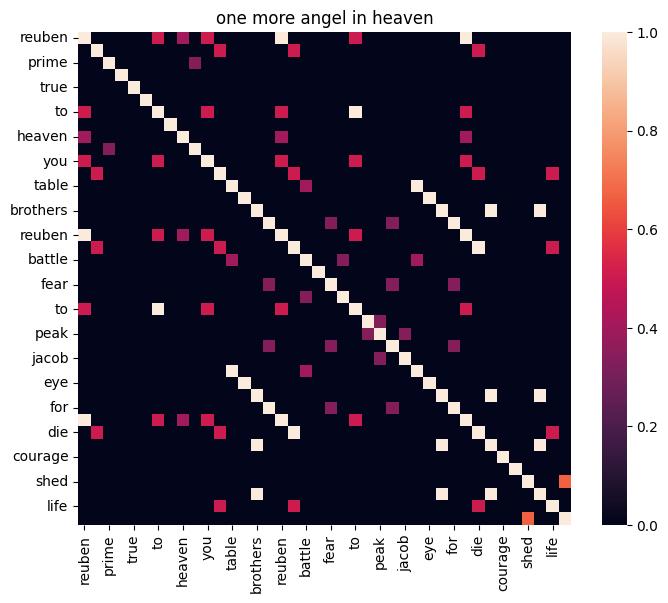 one more angel in heaven
reuben
prime
true
to
heaven
you
table
brothers
reuben
battle
fear
to
peak
jacob
eye
for
die
courage
shed
life
1.0
0.8
0.6
0.4
0.2
0.0
reuben
prime
true
to
heaven
you
table
brothers
reuben
battle
fear
to
peak
jacob
eye
for
die
courage
shed
life